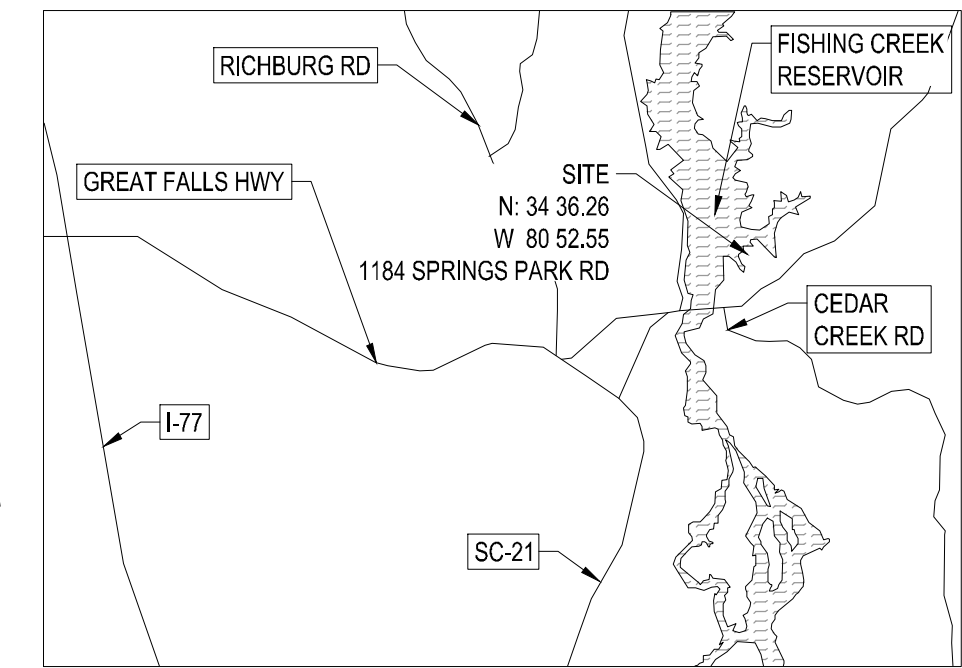 RICHBURG RD
FISHING CREEK
RESERVOIR
GREAT FALLS HWY
SITE
N: 34 36.26
W 80 52.55
1184 SPRINGS PARK RD
CEDAR
CREEK RD
I-77
SC-21